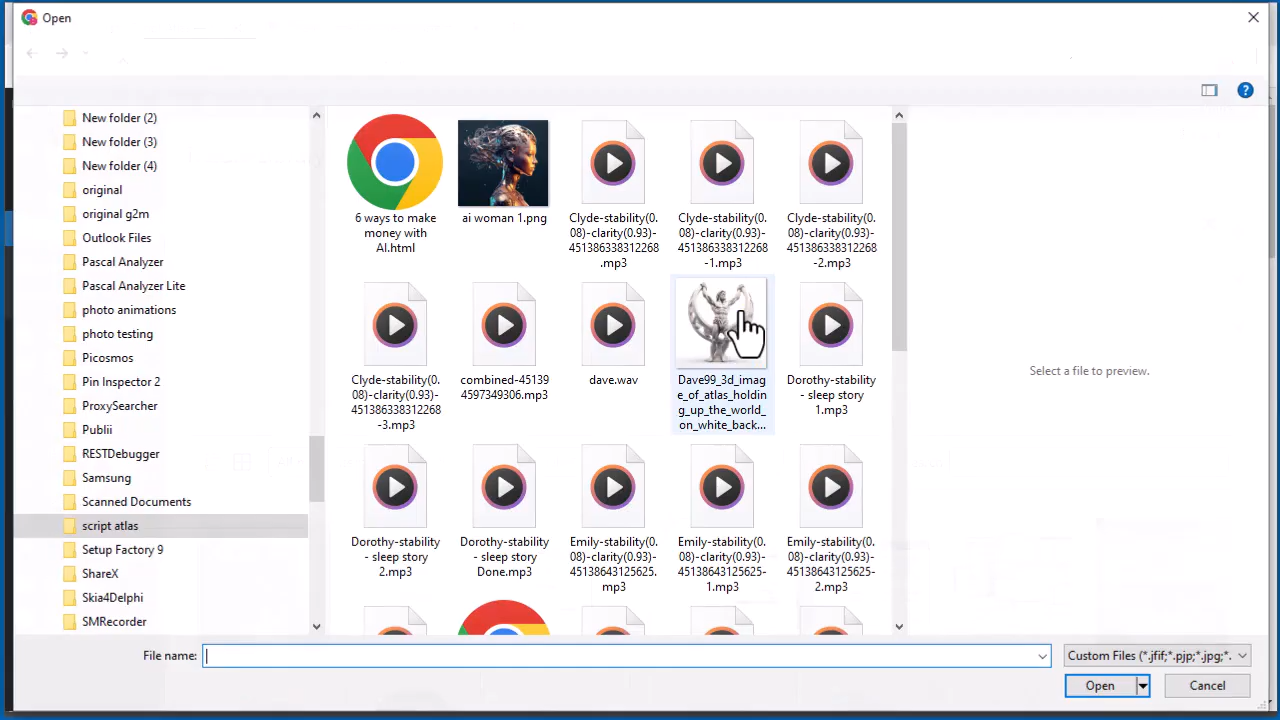 Open
New folder (2)
New folder (3)
New folder (4)
original
original g2m
Outlook Files
Pascal Analyzer
Pascal Analyzer Lite
photo animations
photo testing
Picosmos
Pin Inspector 2
ProxySearcher
Publii
RESTDebugger
Samsung
Scanned Documents
script atlas
Setup Factory 9
ShareX
Skia4Delphi
SMRecorder
6 ways to make
money with
AI.html
ai woman 1.png
Clyde-stability(0.
08)-clarity(0.93)-
451386338312268
.mp3
Clyde-stability(0.
08)-clarity(0.93)-
451386338312268
-1.mp3
Clyde-stability(0.
08)-clarity(0.93)-
451386338312268
-2.mp3
Clyde-stability(0.
08)-clarity(0.93)-
451386338312268
-3.mp3
combined-45139
4597349306.mp3
dave.wav
Dave99_3d_imag
e_of_atlas_holdin
g_up_the_world_
on_white_back...
Dorothy-stability
- sleep story
1.mp3
Dorothy-stability
- sleep story
2.mp3
Dorothy-stability
- sleep story
Done.mp3
Emily-stability(0.
08)-clarity(0.93)-
45138643125625.
mp3
Emily-stability(0.
08)-clarity(0.93)-
45138643125625-
1.mp3
Emily-stability(0.
08)-clarity(0.93)-
45138643125625-
2.mp3
?
Select a file to preview.
File name:
Custom Files (*.jfif;*.pjp;*.jpg;*.
Open
Cancel